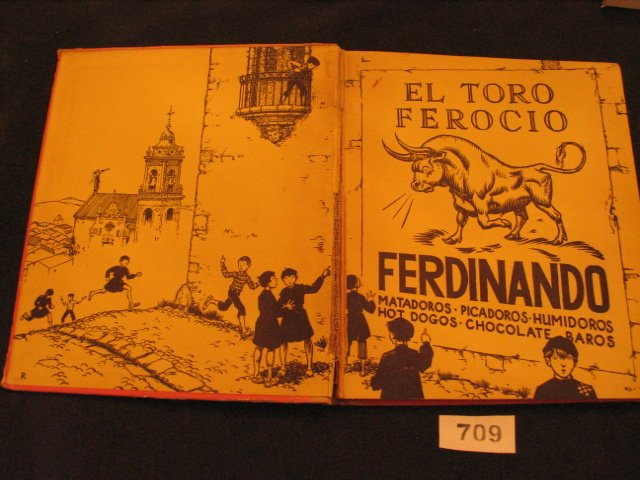 EL TORO
FEROCIO
FERDINANDO
MATADOROS · PICADOROS · HUMIDOROS
HOT DOGOS · CHOCOLATE BAROS
R
709